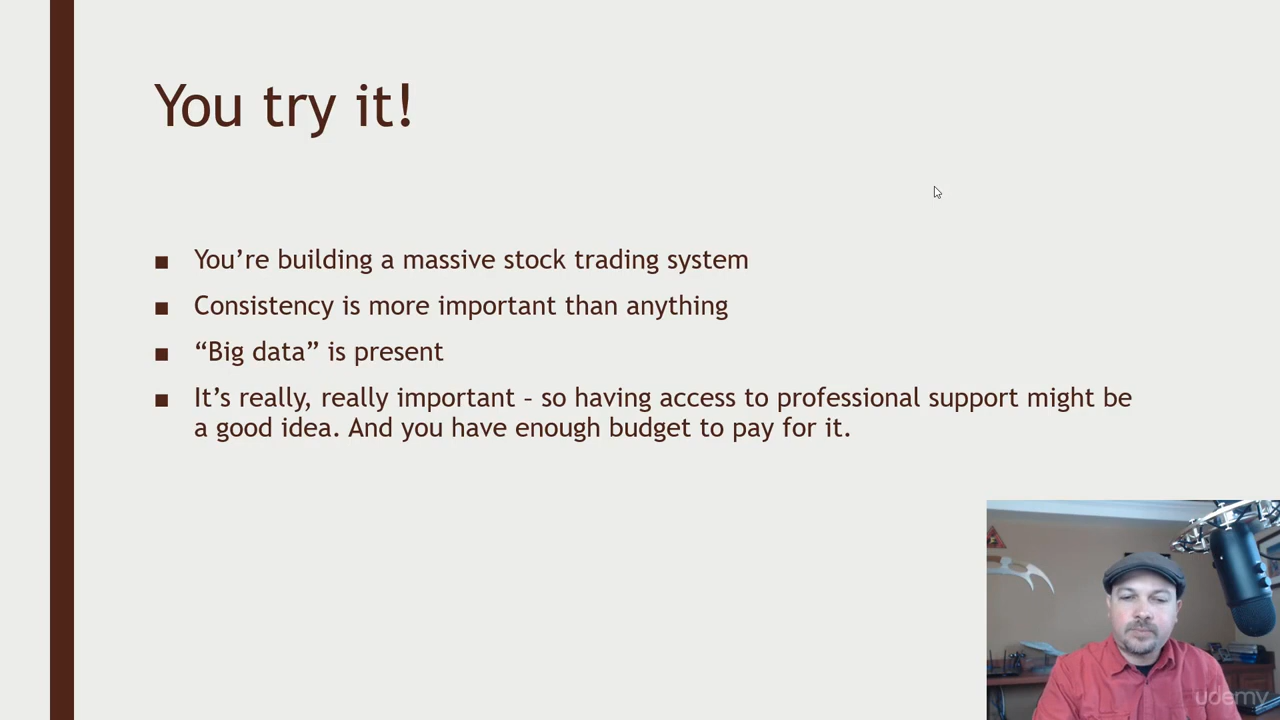 You try it!
You’re building a massive stock trading system
Consistency is more important than anything
“Big data” is present
It’s really, really important – so having access to professional support might be
a good idea. And you have enough budget to pay for it.
udemy